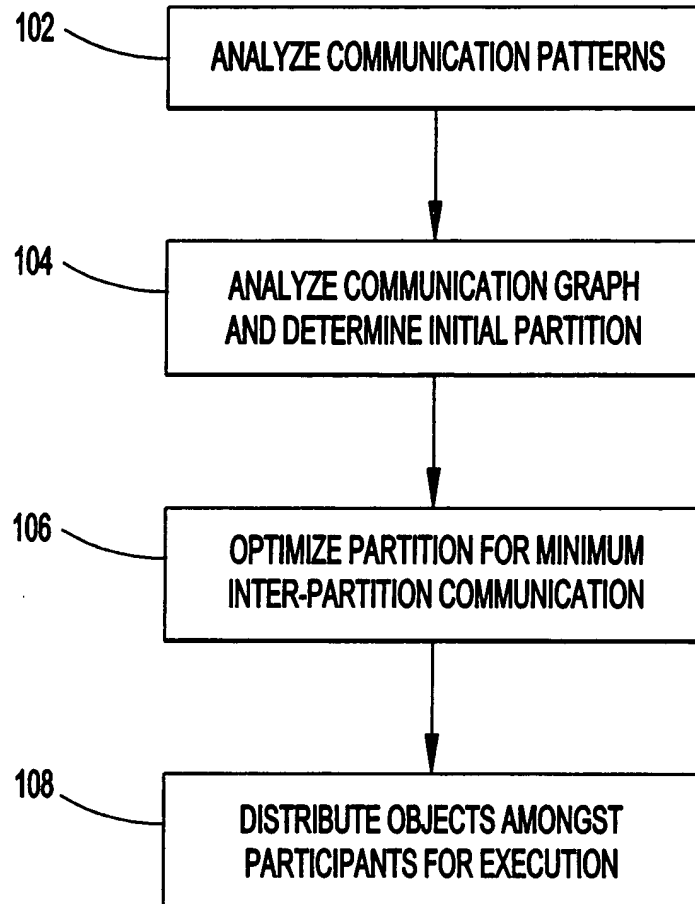 102
ANALYZE COMMUNICATION PATTERNS
104
ANALYZE COMMUNICATION GRAPH
AND DETERMINE INITIAL PARTITION
106
OPTIMIZE PARTITION FOR MINIMUM
INTER-PARTITION COMMUNICATION
108
DISTRIBUTE OBJECTS AMONGST
PARTICIPANTS FOR EXECUTION